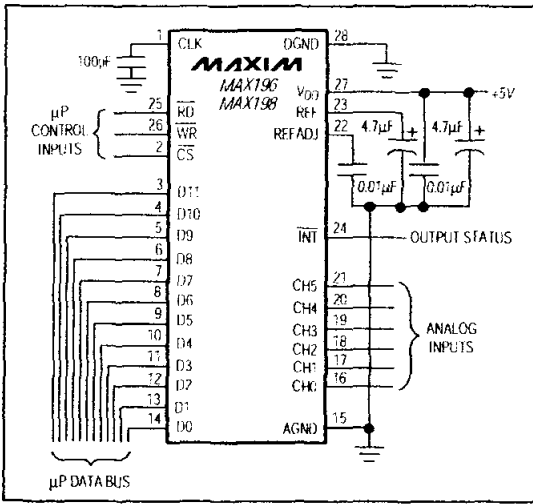 1 CLK DGND 28
100pF
MAXIM
MAX196
MAX198
VDD 27 +5V
REF 23
REFADJ 22
4.7µF + 4.7µF +
0.01µF 0.01µF
µP
CONTROL
INPUTS
25 RD
26 WR
2 CS
3 D11
4 D10
5 D9
6 D8
7 D7
8 D6
9 D5
10 D4
11 D3
12 D2
13 D1
14 D0
INT 24 OUTPUT STATUS
CH5 21
CH4 20
CH3 19
CH2 18
CH1 17
CH0 16
ANALOG
INPUTS
AGND 15
µP DATA BUS